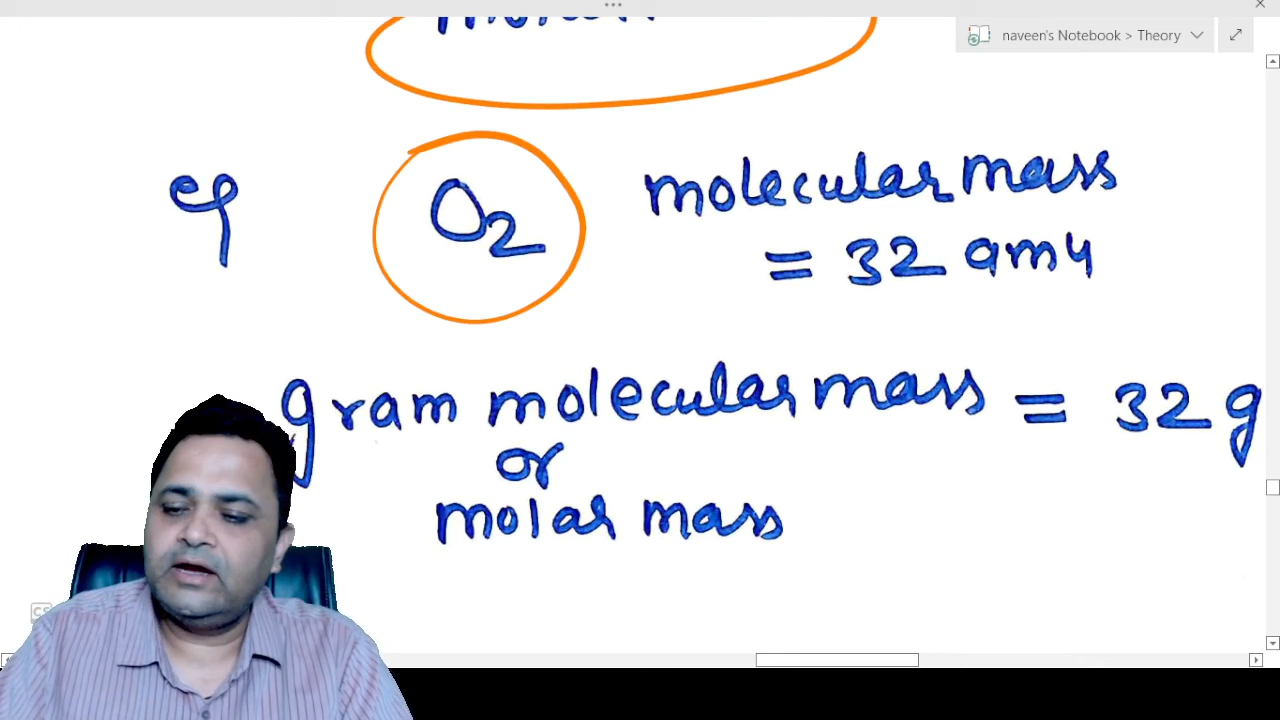 naveen's Notebook > Theory
eg O₂ molecular mass
= 32 amu
gram molecular mass = 32 g
or
molar mass